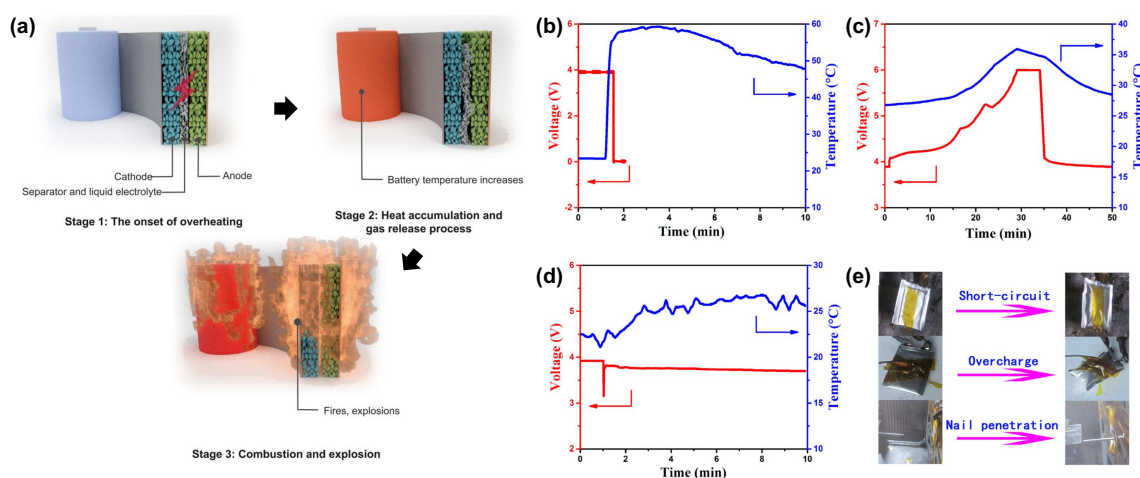 (a)
Cathode
Anode
Separator and liquid electrolyte
Stage 1: The onset of overheating
Battery temperature increases
Stage 2: Heat accumulation and
gas release process
Fires, explosions
Stage 3: Combustion and explosion
(b)
Voltage (V)
6
4
2
0
-2
0 2 4 6 8 10
Time (min)
Temperature (°C)
60
50
40
30
20
10
(c)
Voltage (V)
7
6
5
4
3
0 10 20 30 40 50
Time (min)
Temperature (°C)
40
35
30
25
20
15
10
(d)
Voltage (V)
6
5
4
3
2
0 2 4 6 8 10
Time (min)
Temperature (°C)
30
25
20
15
10
(e)
Short-circuit
Overcharge
Nail penetration